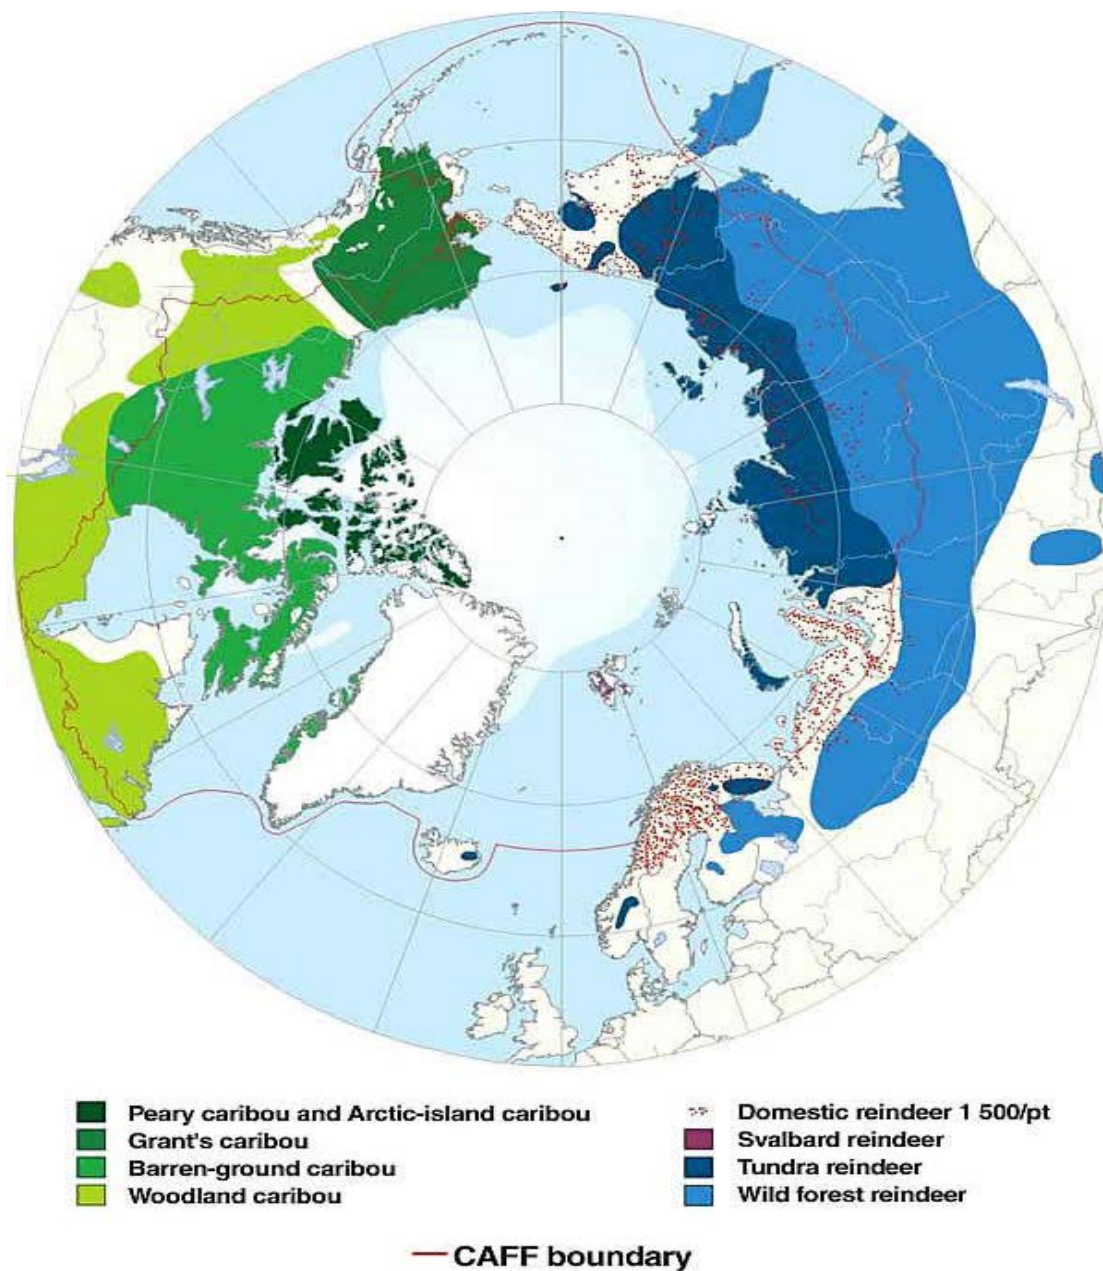 Peary caribou and Arctic-island caribou
Grant's caribou
Barren-ground caribou
Woodland caribou
Domestic reindeer 1 500/pt
Svalbard reindeer
Tundra reindeer
Wild forest reindeer
CAFF boundary